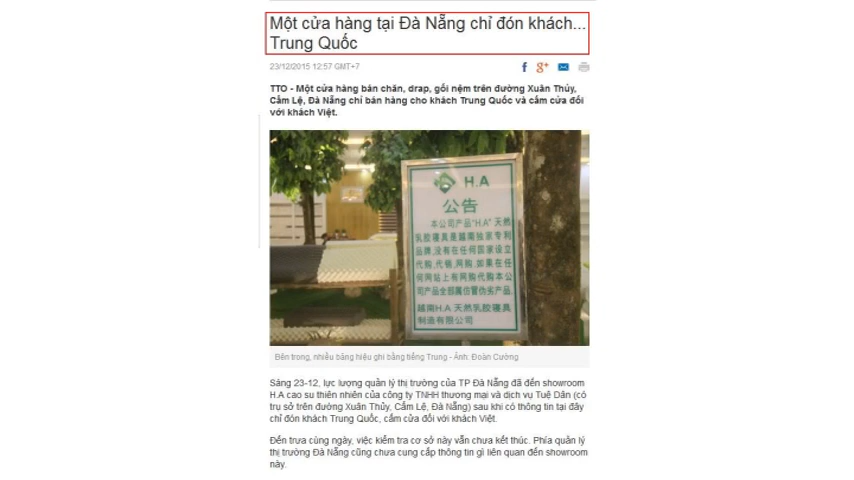 Một cửa hàng tại Đà Nẵng chỉ đón khách...
Trung Quốc
23/12/2015 12:57 GMT+7
TTO - Một cửa hàng bán chăn, drap, gối nệm trên đường Xuân Thủy,
Cẩm Lệ, Đà Nẵng chỉ bán hàng cho khách Trung Quốc và cấm cửa đối
với khách Việt.
H.A
公告
本公司产品"H.A"天然
乳胶寝具是越南独家专利
品牌,没有在任何国家设立
代购,代销,网购.如果在任
何网站上有网购代购本公
司产品全部属仿冒伪劣产品.
越南H.A 天然乳胶寝具
制造有限公司
Bên trong, nhiều bảng hiệu ghi bằng tiếng Trung - Ảnh: Đoàn Cường
Sáng 23-12, lực lượng quản lý thị trường của TP Đà Nẵng đã đến showroom
H.A cao su thiên nhiên của công ty TNHH thương mại và dịch vụ Tuệ Dân (có
trụ sở trên đường Xuân Thủy, Cẩm Lệ, Đà Nẵng) sau khi có thông tin tại đây
chỉ đón khách Trung Quốc, cấm cửa đối với khách Việt.
Đến trưa cùng ngày, việc kiểm tra cơ sở này vẫn chưa kết thúc. Phía quản lý
thị trường Đà Nẵng cũng chưa cung cấp thông tin gì liên quan đến showroom
này.